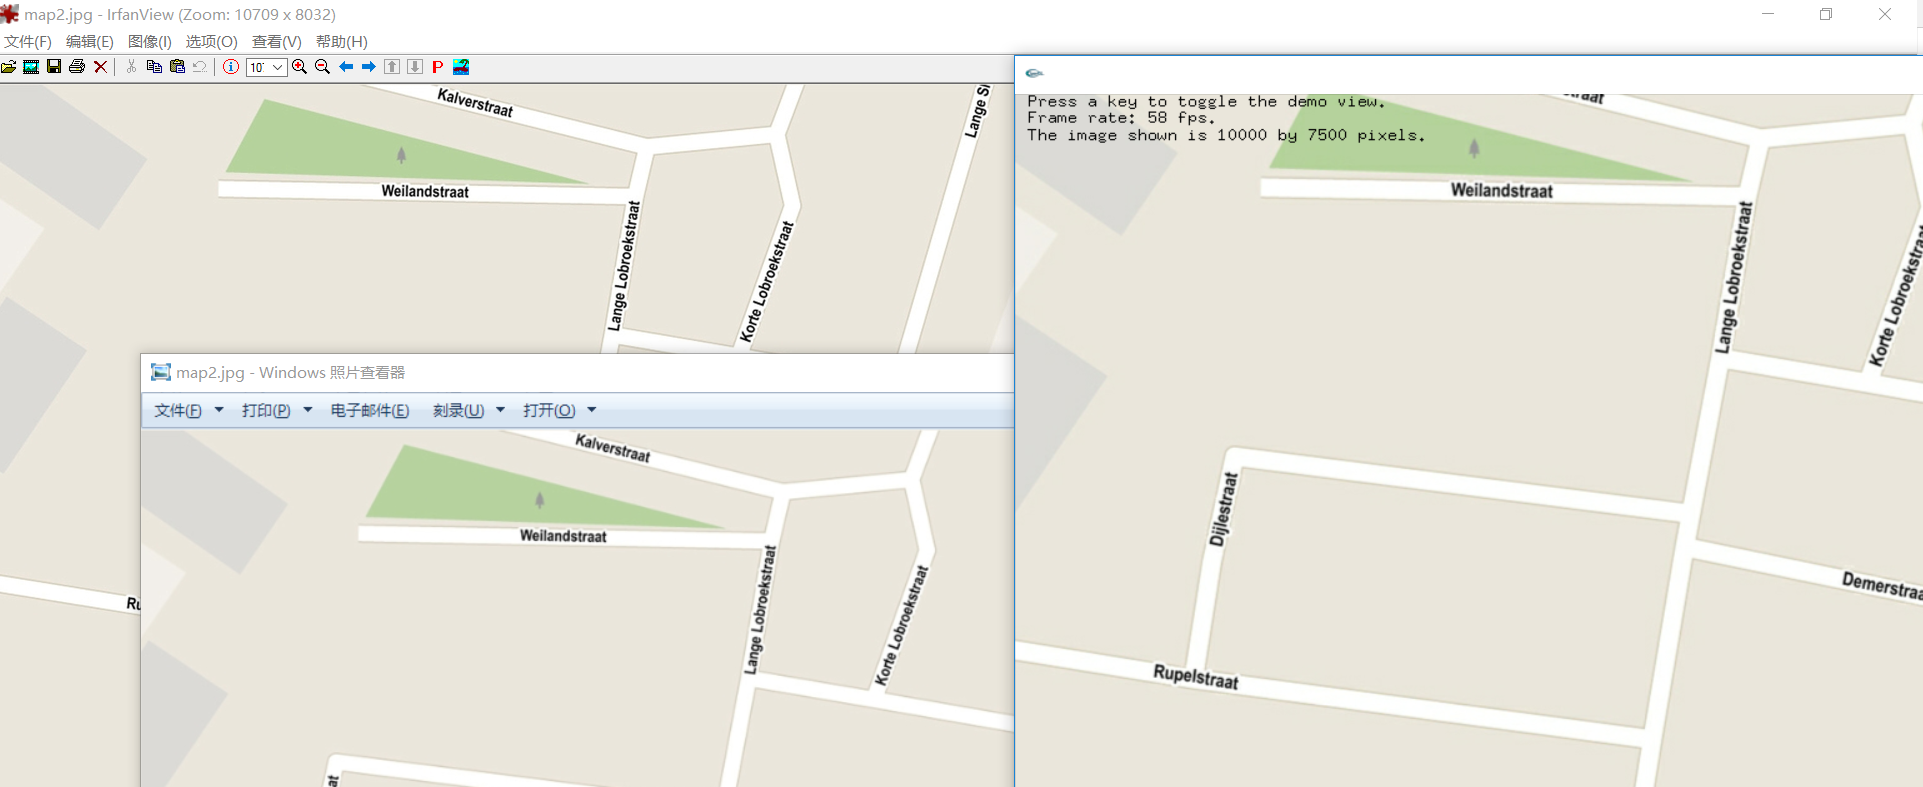 map2.jpg - IrfanView (Zoom: 10709 x 8032)
文件(F) 编辑(E) 图像(I) 选项(O) 查看(V) 帮助(H)
10
Kalverstraat
Weilandstraat
Lange Lobroekstraat
Korte Lobroekstraat
Lange
map2.jpg - Windows 照片查看器
文件(F) 打印(P) 电子邮件(E) 刻录(U) 打开(O)
Kalverstraat
Weilandstraat
Lange Lobroekstraat
Korte Lobroekstraat
Press a key to toggle the demo view.
Frame rate: 58 fps.
The image shown is 10000 by 7500 pixels.
Weilandstraat
Lange Lobroekstraat
Korte Lobroekstraat
Dijlestraat
Demerstraa
Rupelstraat